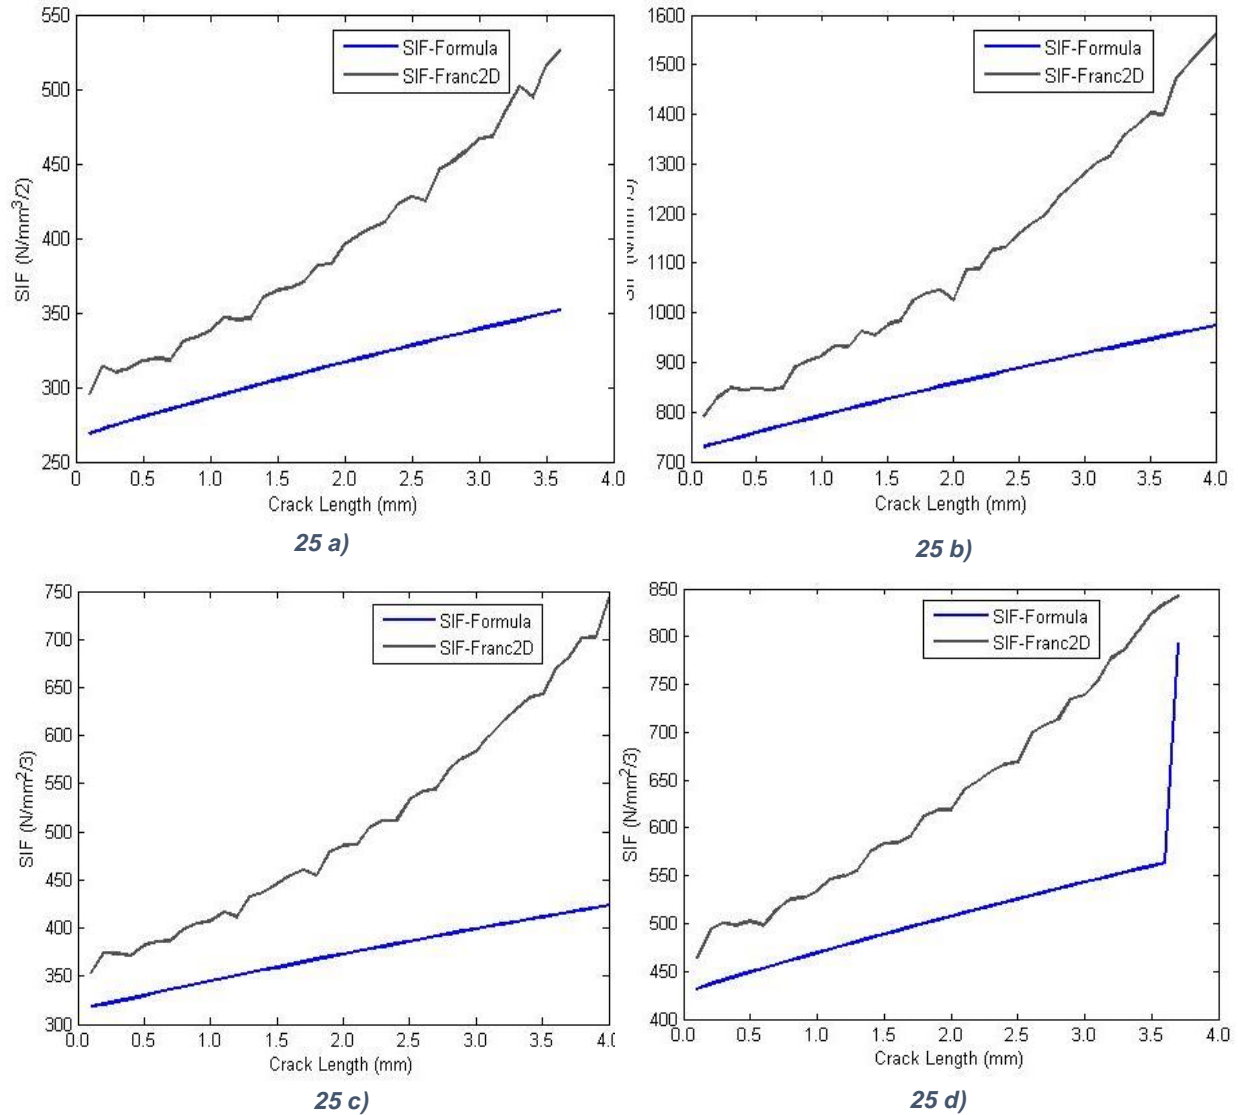 550
500
450
400
350
300
250
SIF (N/mm³/2)
SIF-Formula
SIF-Franc2D
0 0.5 1.0 1.5 2.0 2.5 3.0 3.5 4.0
Crack Length (mm)
25 a)
1600
1500
1400
1300
1200
1100
1000
900
800
700
SIF-Formula
SIF-Franc2D
0.0 0.5 1.0 1.5 2.0 2.5 3.0 3.5 4.0
Crack Length (mm)
25 b)
750
700
650
600
550
500
450
400
350
300
SIF (N/mm²/3)
SIF-Formula
SIF-Franc2D
0.0 0.5 1.0 1.5 2.0 2.5 3.0 3.5 4.0
Crack Length (mm)
25 c)
850
800
750
700
650
600
550
500
450
400
SIF (N/mm²/3)
SIF-Formula
SIF-Franc2D
0.0 0.5 1.0 1.5 2.0 2.5 3.0 3.5 4.0
Crack Length (mm)
25 d)